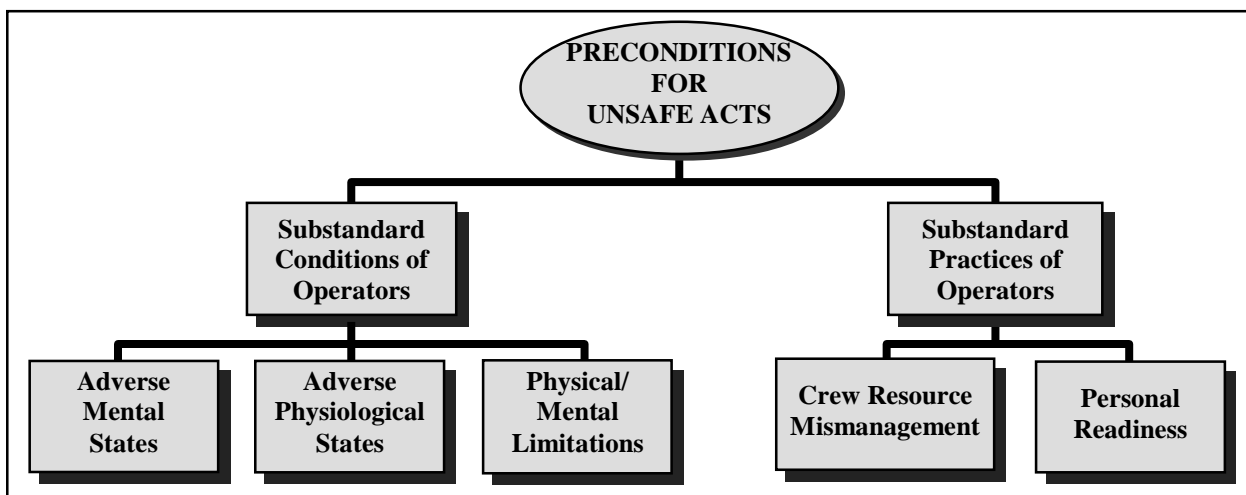 PRECONDITIONS
FOR
UNSAFE ACTS
Substandard
Conditions of
Operators
Substandard
Practices of
Operators
Adverse
Mental
States
Adverse
Physiological
States
Physical/
Mental
Limitations
Crew Resource
Mismanagement
Personal
Readiness